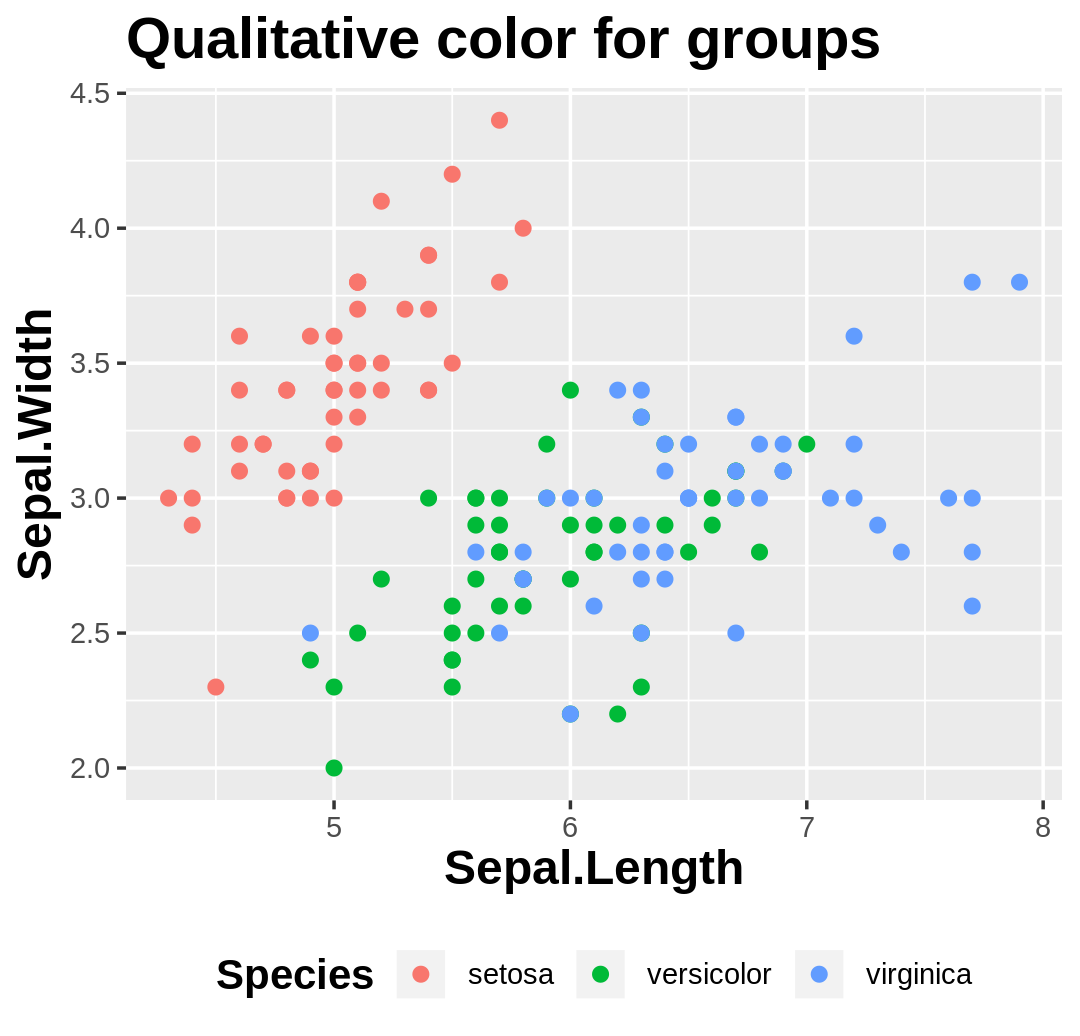 Qualitative color for groups
4.5
4.0
3.5
3.0
2.5
2.0
Sepal.Width
5 6 7 8
Sepal.Length
Species setosa versicolor virginica